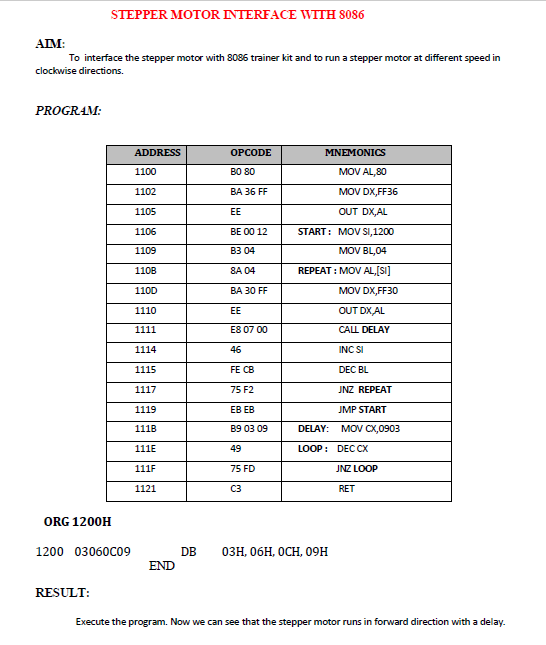 STEPPER MOTOR INTERFACE WITH 8086
AIM:
To interface the stepper motor with 8086 trainer kit and to run a stepper motor at different speed in
clockwise directions.
PROGRAM:
ADDRESS OPCODE MNEMONICS
1100 B0 80 MOV AL,80
1102 BA 36 FF MOV DX,FF36
1105 EE OUT DX,AL
1106 BE 00 12 START : MOV SI,1200
1109 B3 04 MOV BL,04
110B 8A 04 REPEAT : MOV AL,[SI]
110D BA 30 FF MOV DX,FF30
1110 EE OUT DX,AL
1111 E8 07 00 CALL DELAY
1114 46 INC SI
1115 FE CB DEC BL
1117 75 F2 JNZ REPEAT
1119 EB EB JMP START
111B B9 03 09 DELAY: MOV CX,0903
111E 49 LOOP : DEC CX
111F 75 FD JNZ LOOP
1121 C3 RET
ORG 1200H
1200 03060C09 DB 03H, 06H, 0CH, 09H
END
RESULT:
Execute the program. Now we can see that the stepper motor runs in forward direction with a delay.